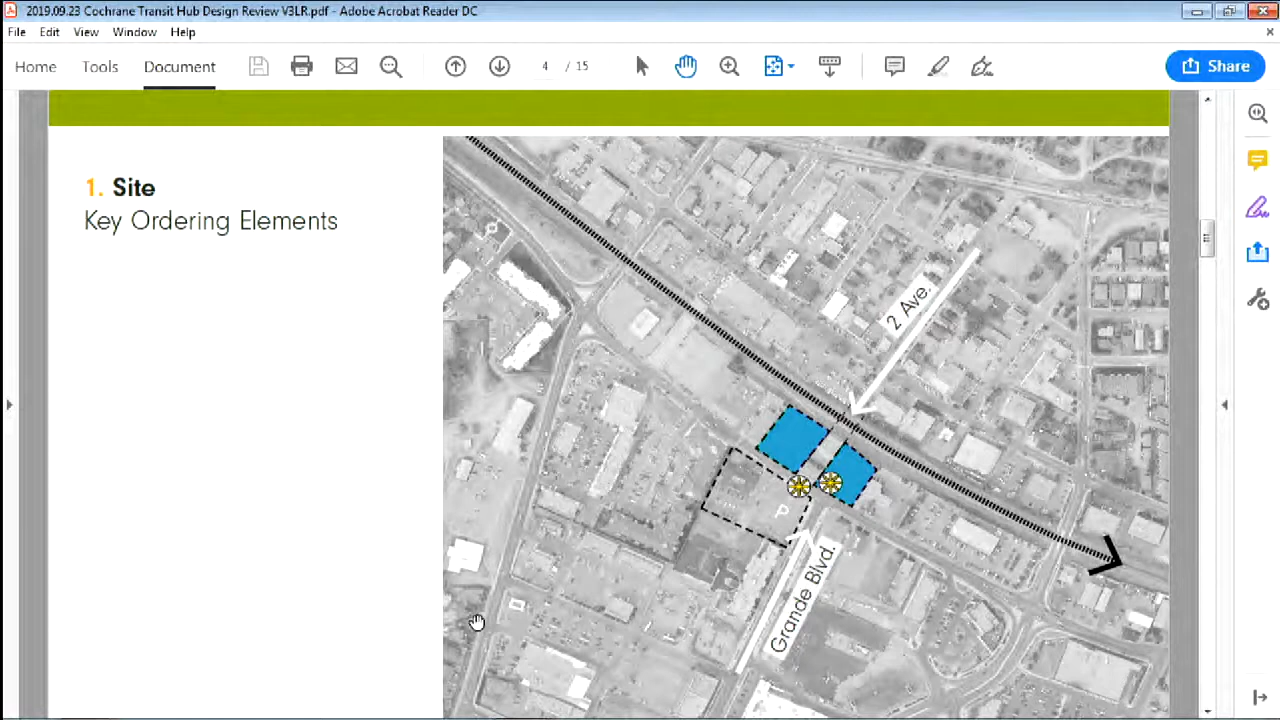 2019.09.23 Cochrane Transit Hub Design Review V3LR.pdf - Adobe Acrobat Reader DC
File Edit View Window Help
Home Tools Document 4 / 15 Share
1. Site
Key Ordering Elements
2 Ave.
P
Grande Blvd.